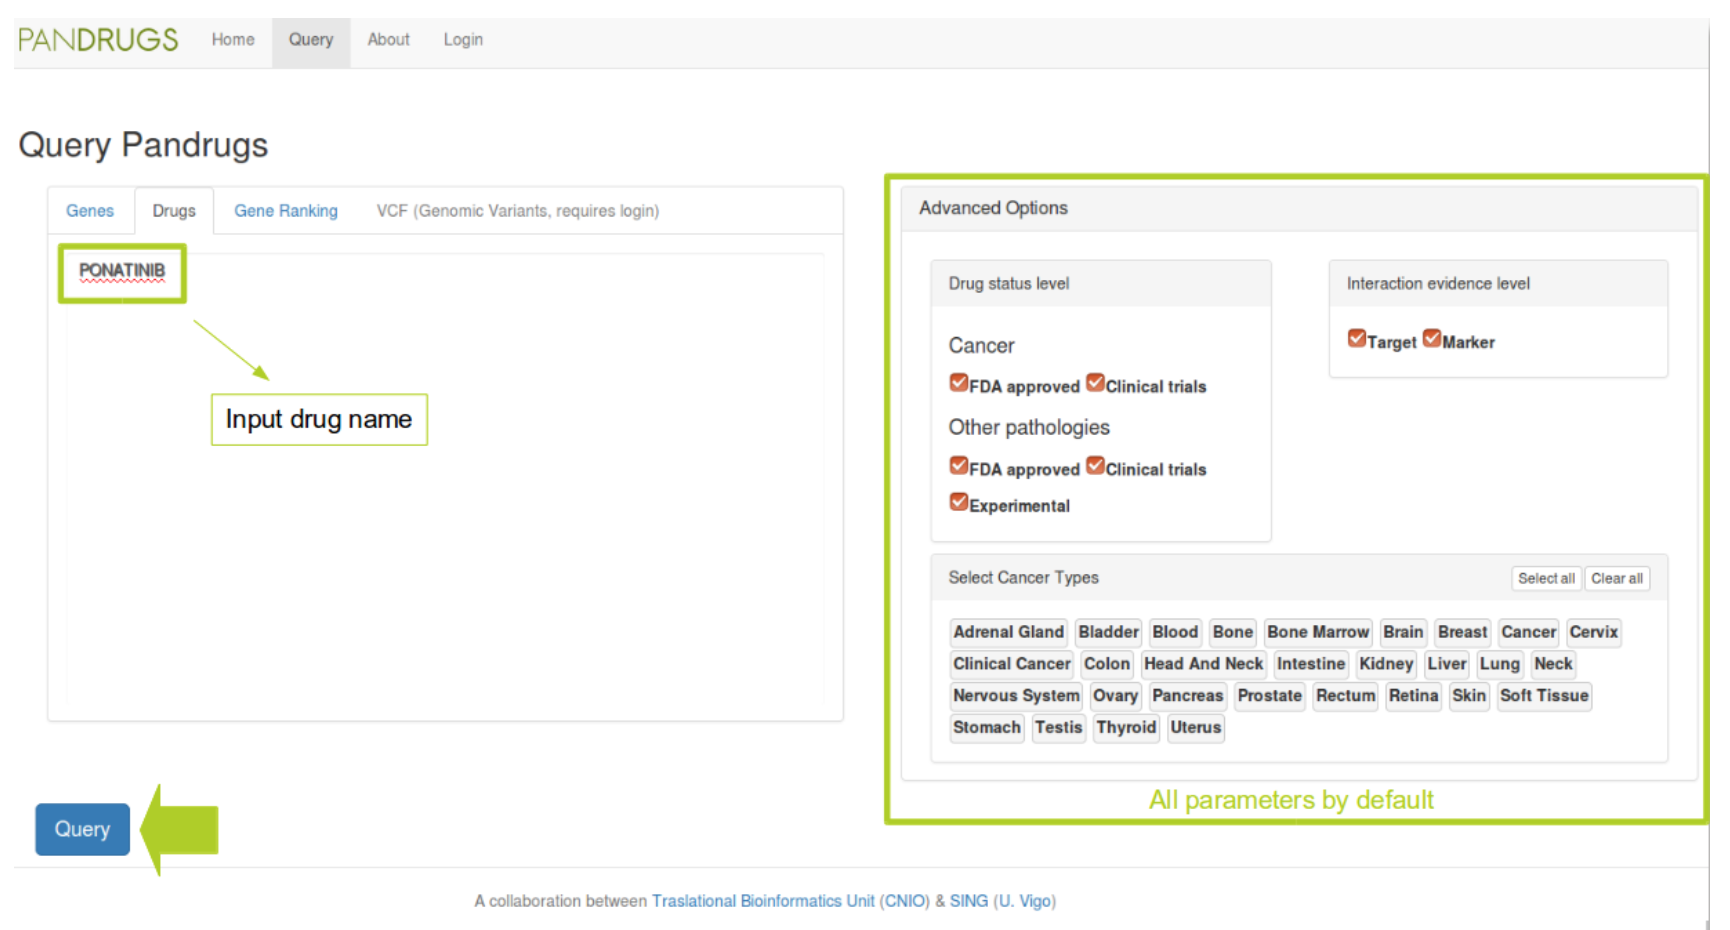 PANDRUGS Home Query About Login
Query Pandrugs
Genes Drugs Gene Ranking VCF (Genomic Variants, requires login)
PONATINIB
Input drug name
Query
Advanced Options
Drug status level
Cancer
FDA approved Clinical trials
Other pathologies
FDA approved Clinical trials
Experimental
Interaction evidence level
Target Marker
Select Cancer Types Select all Clear all
Adrenal Gland Bladder Blood Bone Bone Marrow Brain Breast Cancer Cervix
Clinical Cancer Colon Head And Neck Intestine Kidney Liver Lung Neck
Nervous System Ovary Pancreas Prostate Rectum Retina Skin Soft Tissue
Stomach Testis Thyroid Uterus
All parameters by default
A collaboration between Traslational Bioinformatics Unit (CNIO) & SING (U. Vigo)